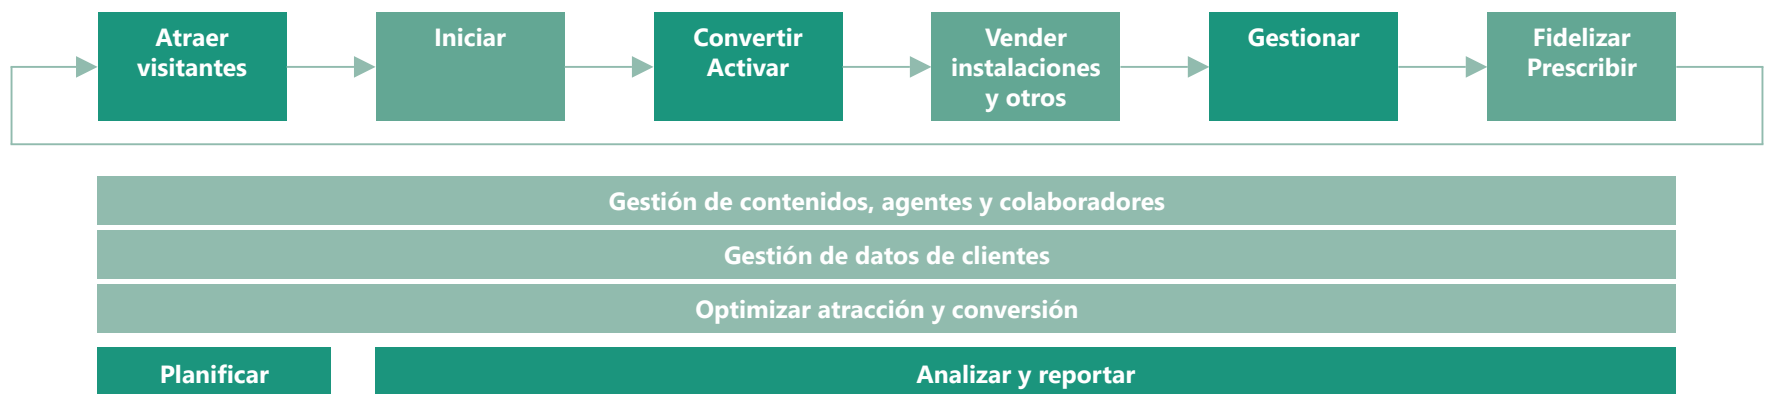 Atraer
visitantes
Iniciar
Convertir
Activar
Vender
instalaciones
y otros
Gestionar
Fidelizar
Prescribir
Gestión de contenidos, agentes y colaboradores
Gestión de datos de clientes
Optimizar atracción y conversión
Planificar
Analizar y reportar